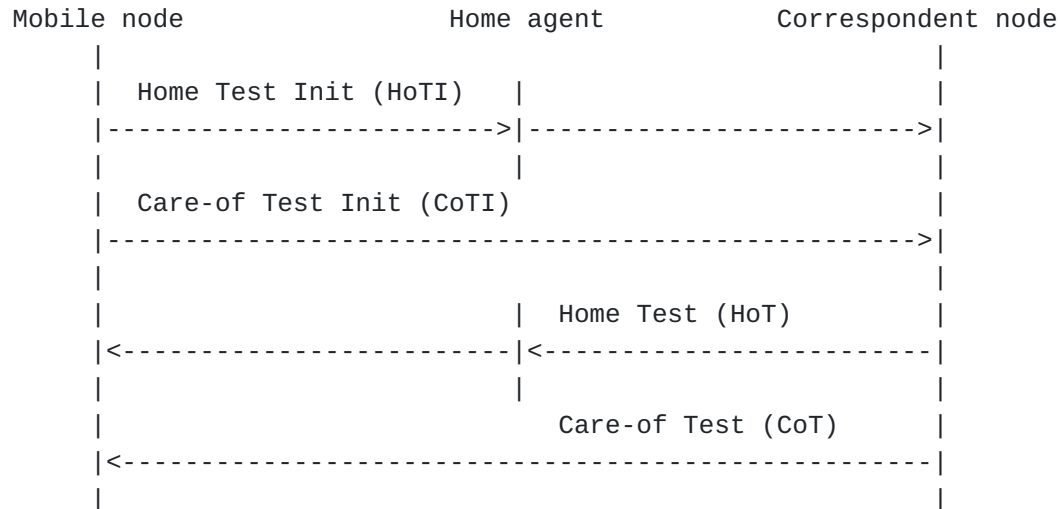 Mobile node                 Home agent           Correspondent node
     |                                                     |
     |  Home Test Init (HoTI)   |                          |
     |------------------------->|------------------------->|
     |                          |                          |
     |  Care-of Test Init (CoTI)                           |
     |---------------------------------------------------->|
     |                                                     |
     |                          |  Home Test (HoT)         |
     |<-------------------------|<-------------------------|
     |                          |                          |
     |                             Care-of Test (CoT)      |
     |<----------------------------------------------------|
     |                                                     |